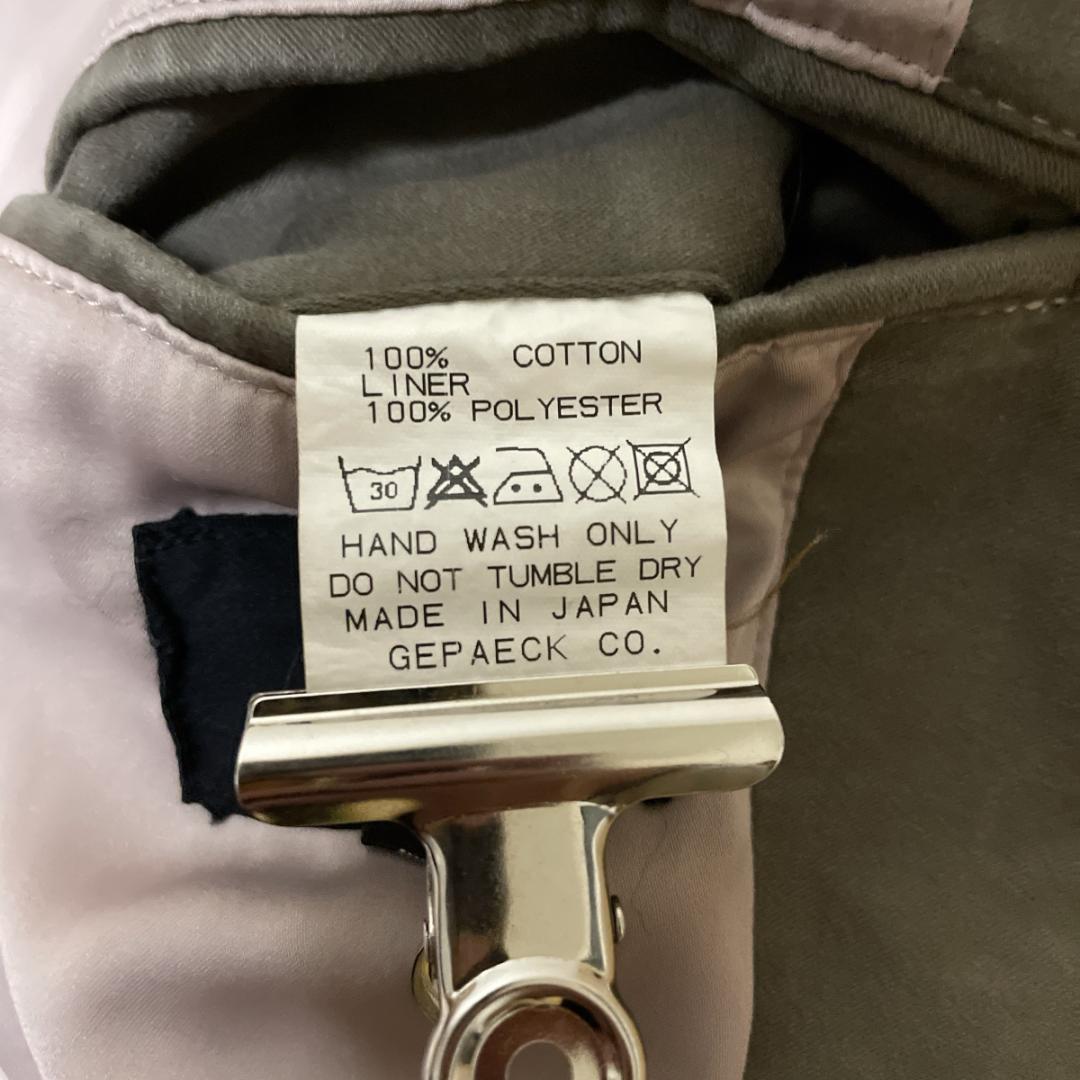 100% COTTON
LINER
100% POLYESTER
30
HAND WASH ONLY
DO NOT TUMBLE DRY
MADE IN JAPAN
GEPAECK CO.